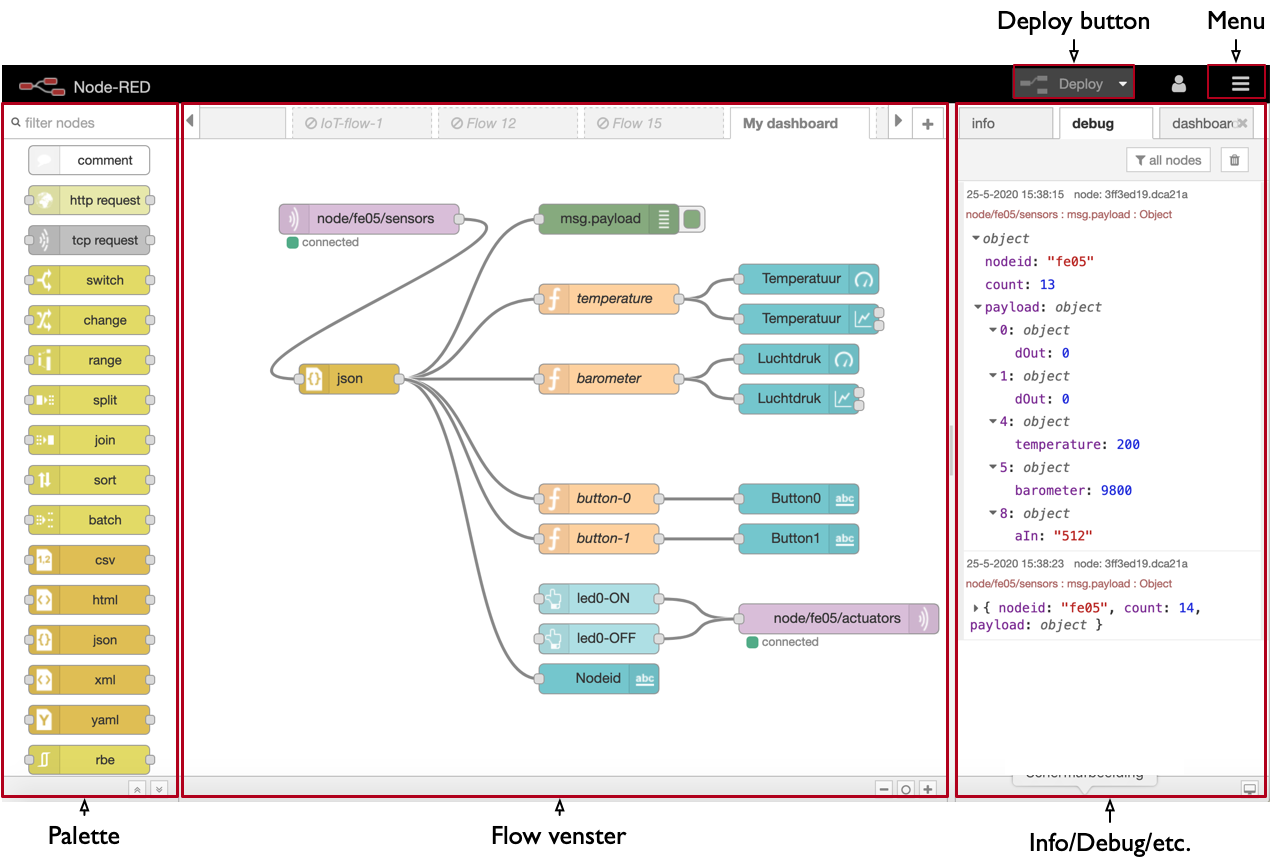 Deploy button
Menu
Node-RED
Deploy
filter nodes
IoT-flow-1
Flow 12
Flow 15
My dashboard
info
debug
dashboard
all nodes
comment
http request
tcp request
switch
change
range
split
join
sort
batch
csv
html
json
xml
yaml
rbe
1,2
node/fe05/sensors
connected
msg.payload
temperature
Temperatuur
Temperatuur
json
barometer
Luchtdruk
Luchtdruk
button-0
Button0
abc
button-1
Button1
abc
led0-ON
led0-OFF
node/fe05/actuators
connected
Nodeid
abc
25-5-2020 15:38:15 node: 3ff3ed19.dca21a
node/fe05/sensors : msg.payload : Object
object
nodeid: "fe05"
count: 13
payload: object
0: object
dOut: 0
1: object
dOut: 0
4: object
temperature: 200
5: object
barometer: 9800
8: object
aIn: "512"
25-5-2020 15:38:23 node: 3ff3ed19.dca21a
node/fe05/sensors : msg.payload : Object
{ nodeid: "fe05", count: 14,
payload: object }
Palette
Flow venster
Info/Debug/etc.